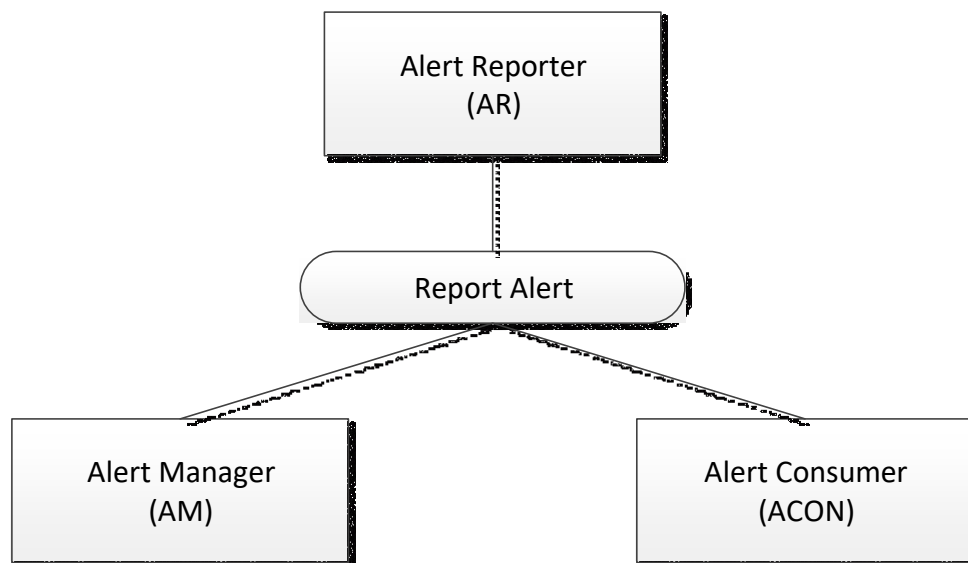 Alert Reporter
(AR)
Report Alert
Alert Manager
(AM)
Alert Consumer
(ACON)